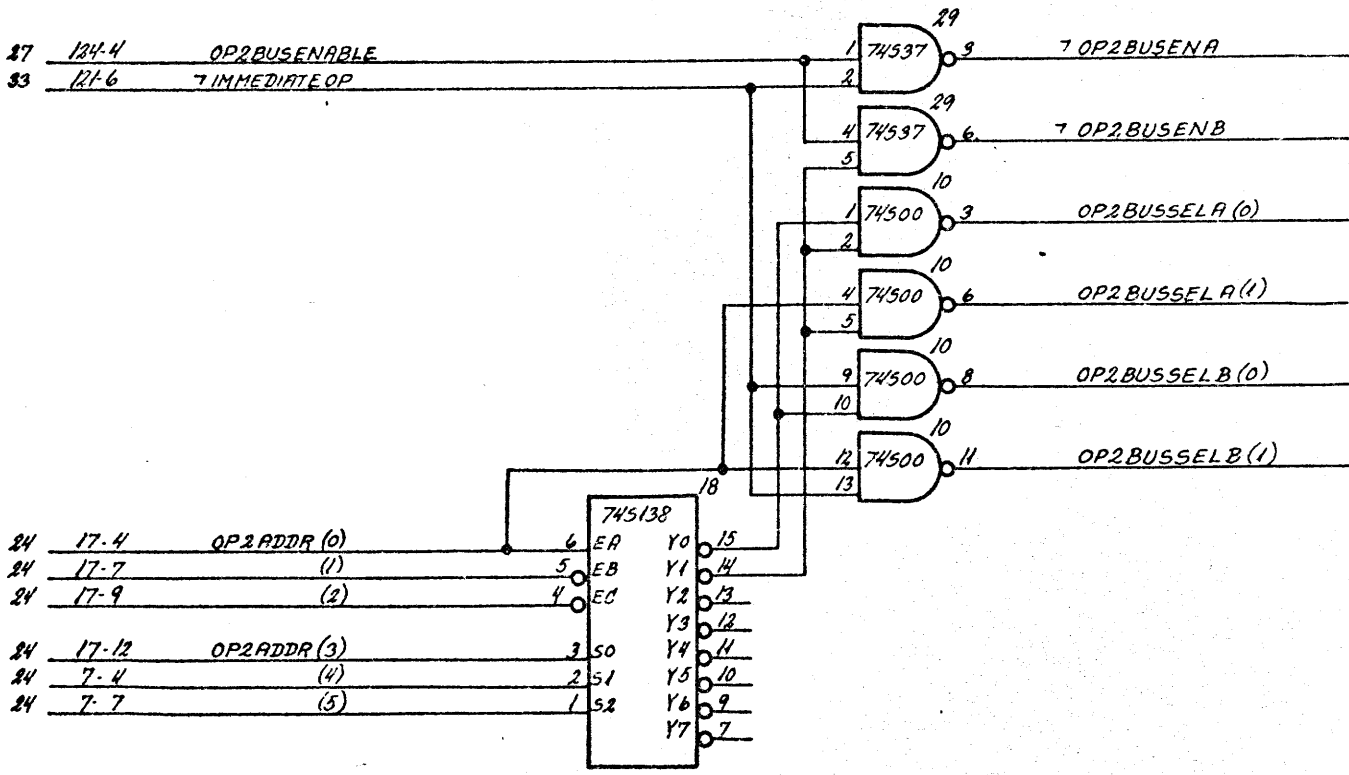 29
27 124-4 OP2BUSENABLE 1 74S37 3 ¬ OP2BUSENA
33 121-6 ¬ IMMEDIATEOP 2
29
4 74S37 6 ¬ OP2BUSENB
5
10
1 74S00 3 OP2BUSSELA(0)
2
10
4 74S00 6 OP2BUSSELA(1)
5
10
9 74S00 8 OP2BUSSELB(0)
10
10
12 74S00 11 OP2BUSSELB(1)
13
18
74S138
24 17-4 OP2ADDR(0) 6 EA Y0 15
24 17-7 (1) 5 EB Y1 14
24 17-9 (2) 4 EC Y2 13
Y3 12
24 17-12 OP2ADDR(3) 3 S0 Y4 11
24 7-4 (4) 2 S1 Y5 10
24 7-7 (5) 1 S2 Y6 9
Y7 7